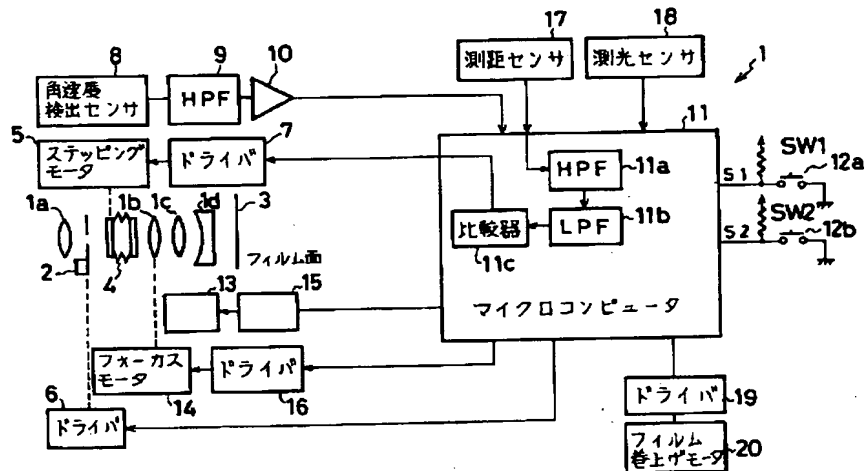 17
18
8
9
10
測距センサ
測光センサ
1
角速度
検出センサ
HPF
5
7
11
ステッピング
モータ
ドライバ
HPF
11a
S1
SW1
12a
1a
1b
1c
1d
3
比較器
LPF
11b
S2
SW2
12b
2
4
フィルム面
11c
13
15
マイクロコンピュータ
フォーカス
モータ
ドライバ
14
16
6
ドライバ
ドライバ
19
フィルム
巻上げモータ
20